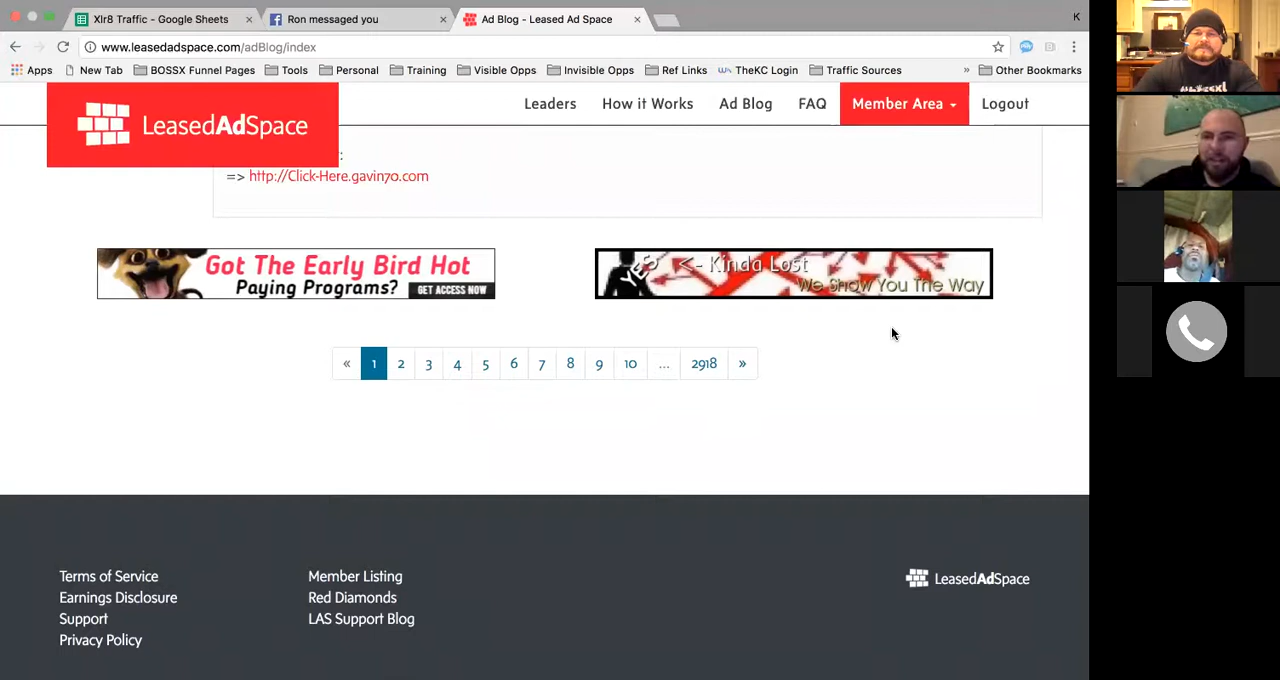 Xlr8 Traffic - Google Sheets
Ron messaged you
Ad Blog - Leased Ad Space
K
www.leasedadspace.com/adBlog/index
Apps
New Tab
BOSSX Funnel Pages
Tools
Personal
Training
Visible Opps
Invisible Opps
Ref Links
TheKC Login
Traffic Sources
»
Other Bookmarks
LeasedAdSpace
Leaders
How it Works
Ad Blog
FAQ
Member Area
Logout
:
=> http://Click-Here.gavin70.com
Got The Early Bird Hot
Paying Programs?
GET ACCESS NOW
YES
<- Kinda Lost
We Show You The Way
« 1 2 3 4 5 6 7 8 9 10 ... 2918 »
Terms of Service
Earnings Disclosure
Support
Privacy Policy
Member Listing
Red Diamonds
LAS Support Blog
LeasedAdSpace